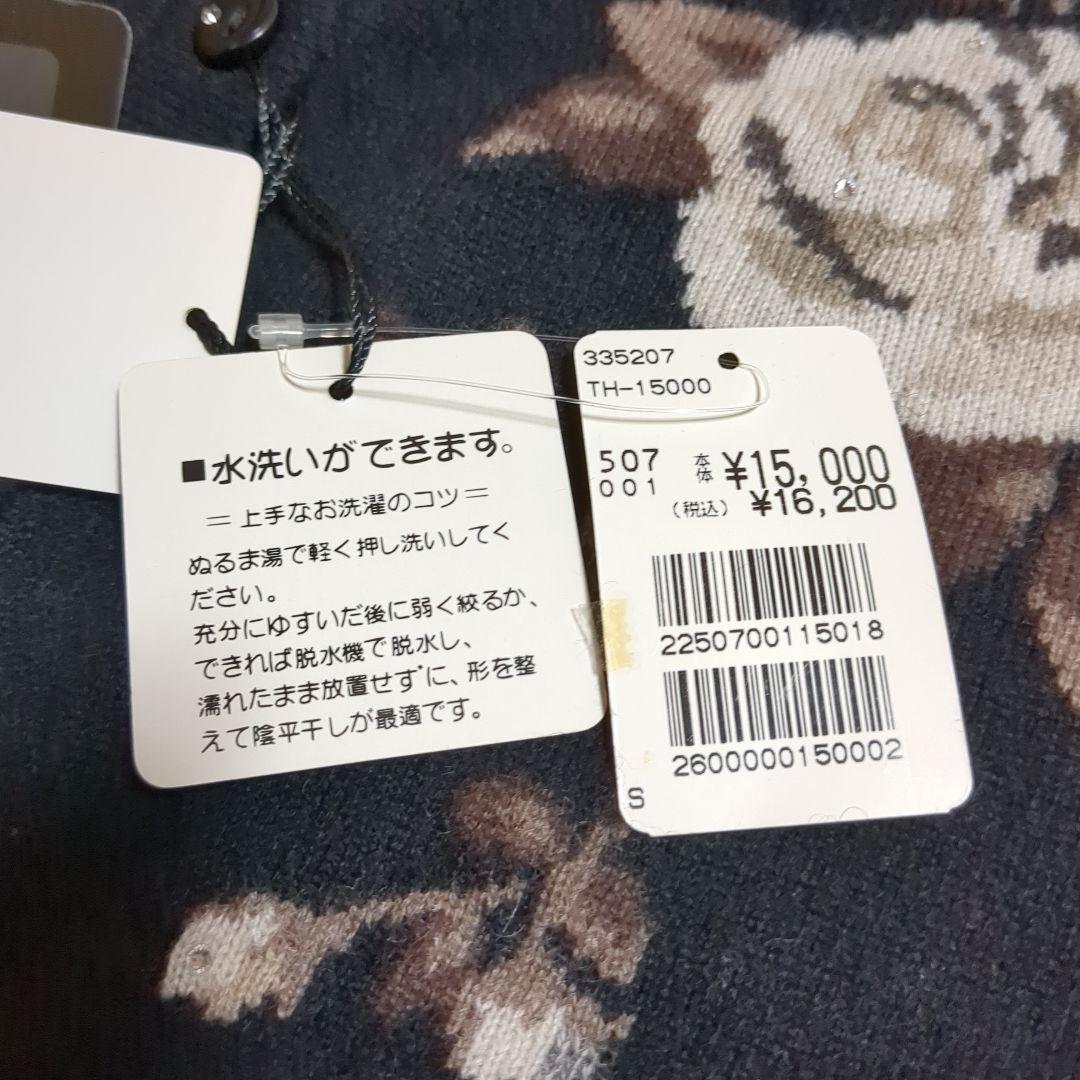 ■水洗いができます。
＝上手なお洗濯のコツ＝
ぬるま湯で軽く押し洗いしてく
ださい。
充分にゆすいだ後に弱く絞るか、
できれば脱水機で脱水し、
濡れたまま放置せずに、形を整
えて陰平干しが最適です。
335207
TH-15000
507
001
本体 ¥15,000
(税込) ¥16,200
2250700115018
2600000150002
S